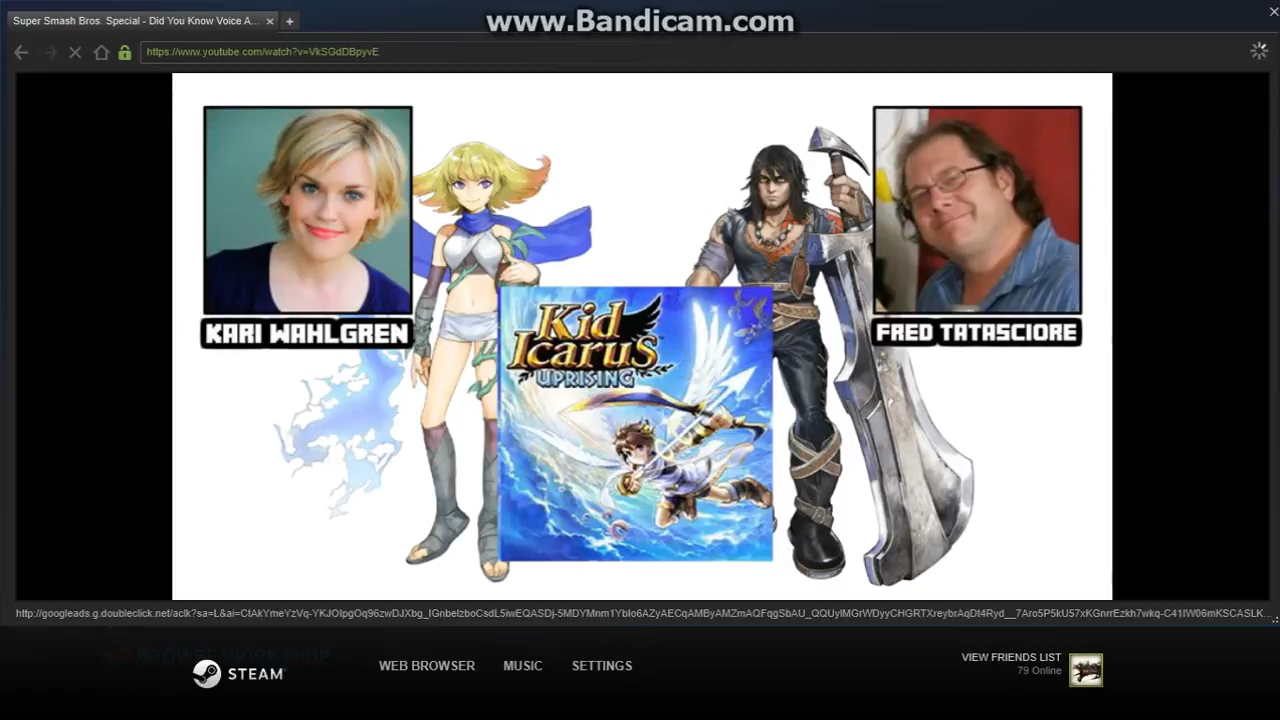 www.Bandicam.com
Super Smash Bros. Special - Did You Know Voice A...
https://www.youtube.com/watch?v=VkSGdDBpyvE
KARI WAHLGREN
FRED TATASCIORE
Kid
Icarus
UPRISING
STEAM
WEB BROWSER
MUSIC
SETTINGS
VIEW FRIENDS LIST
79 Online